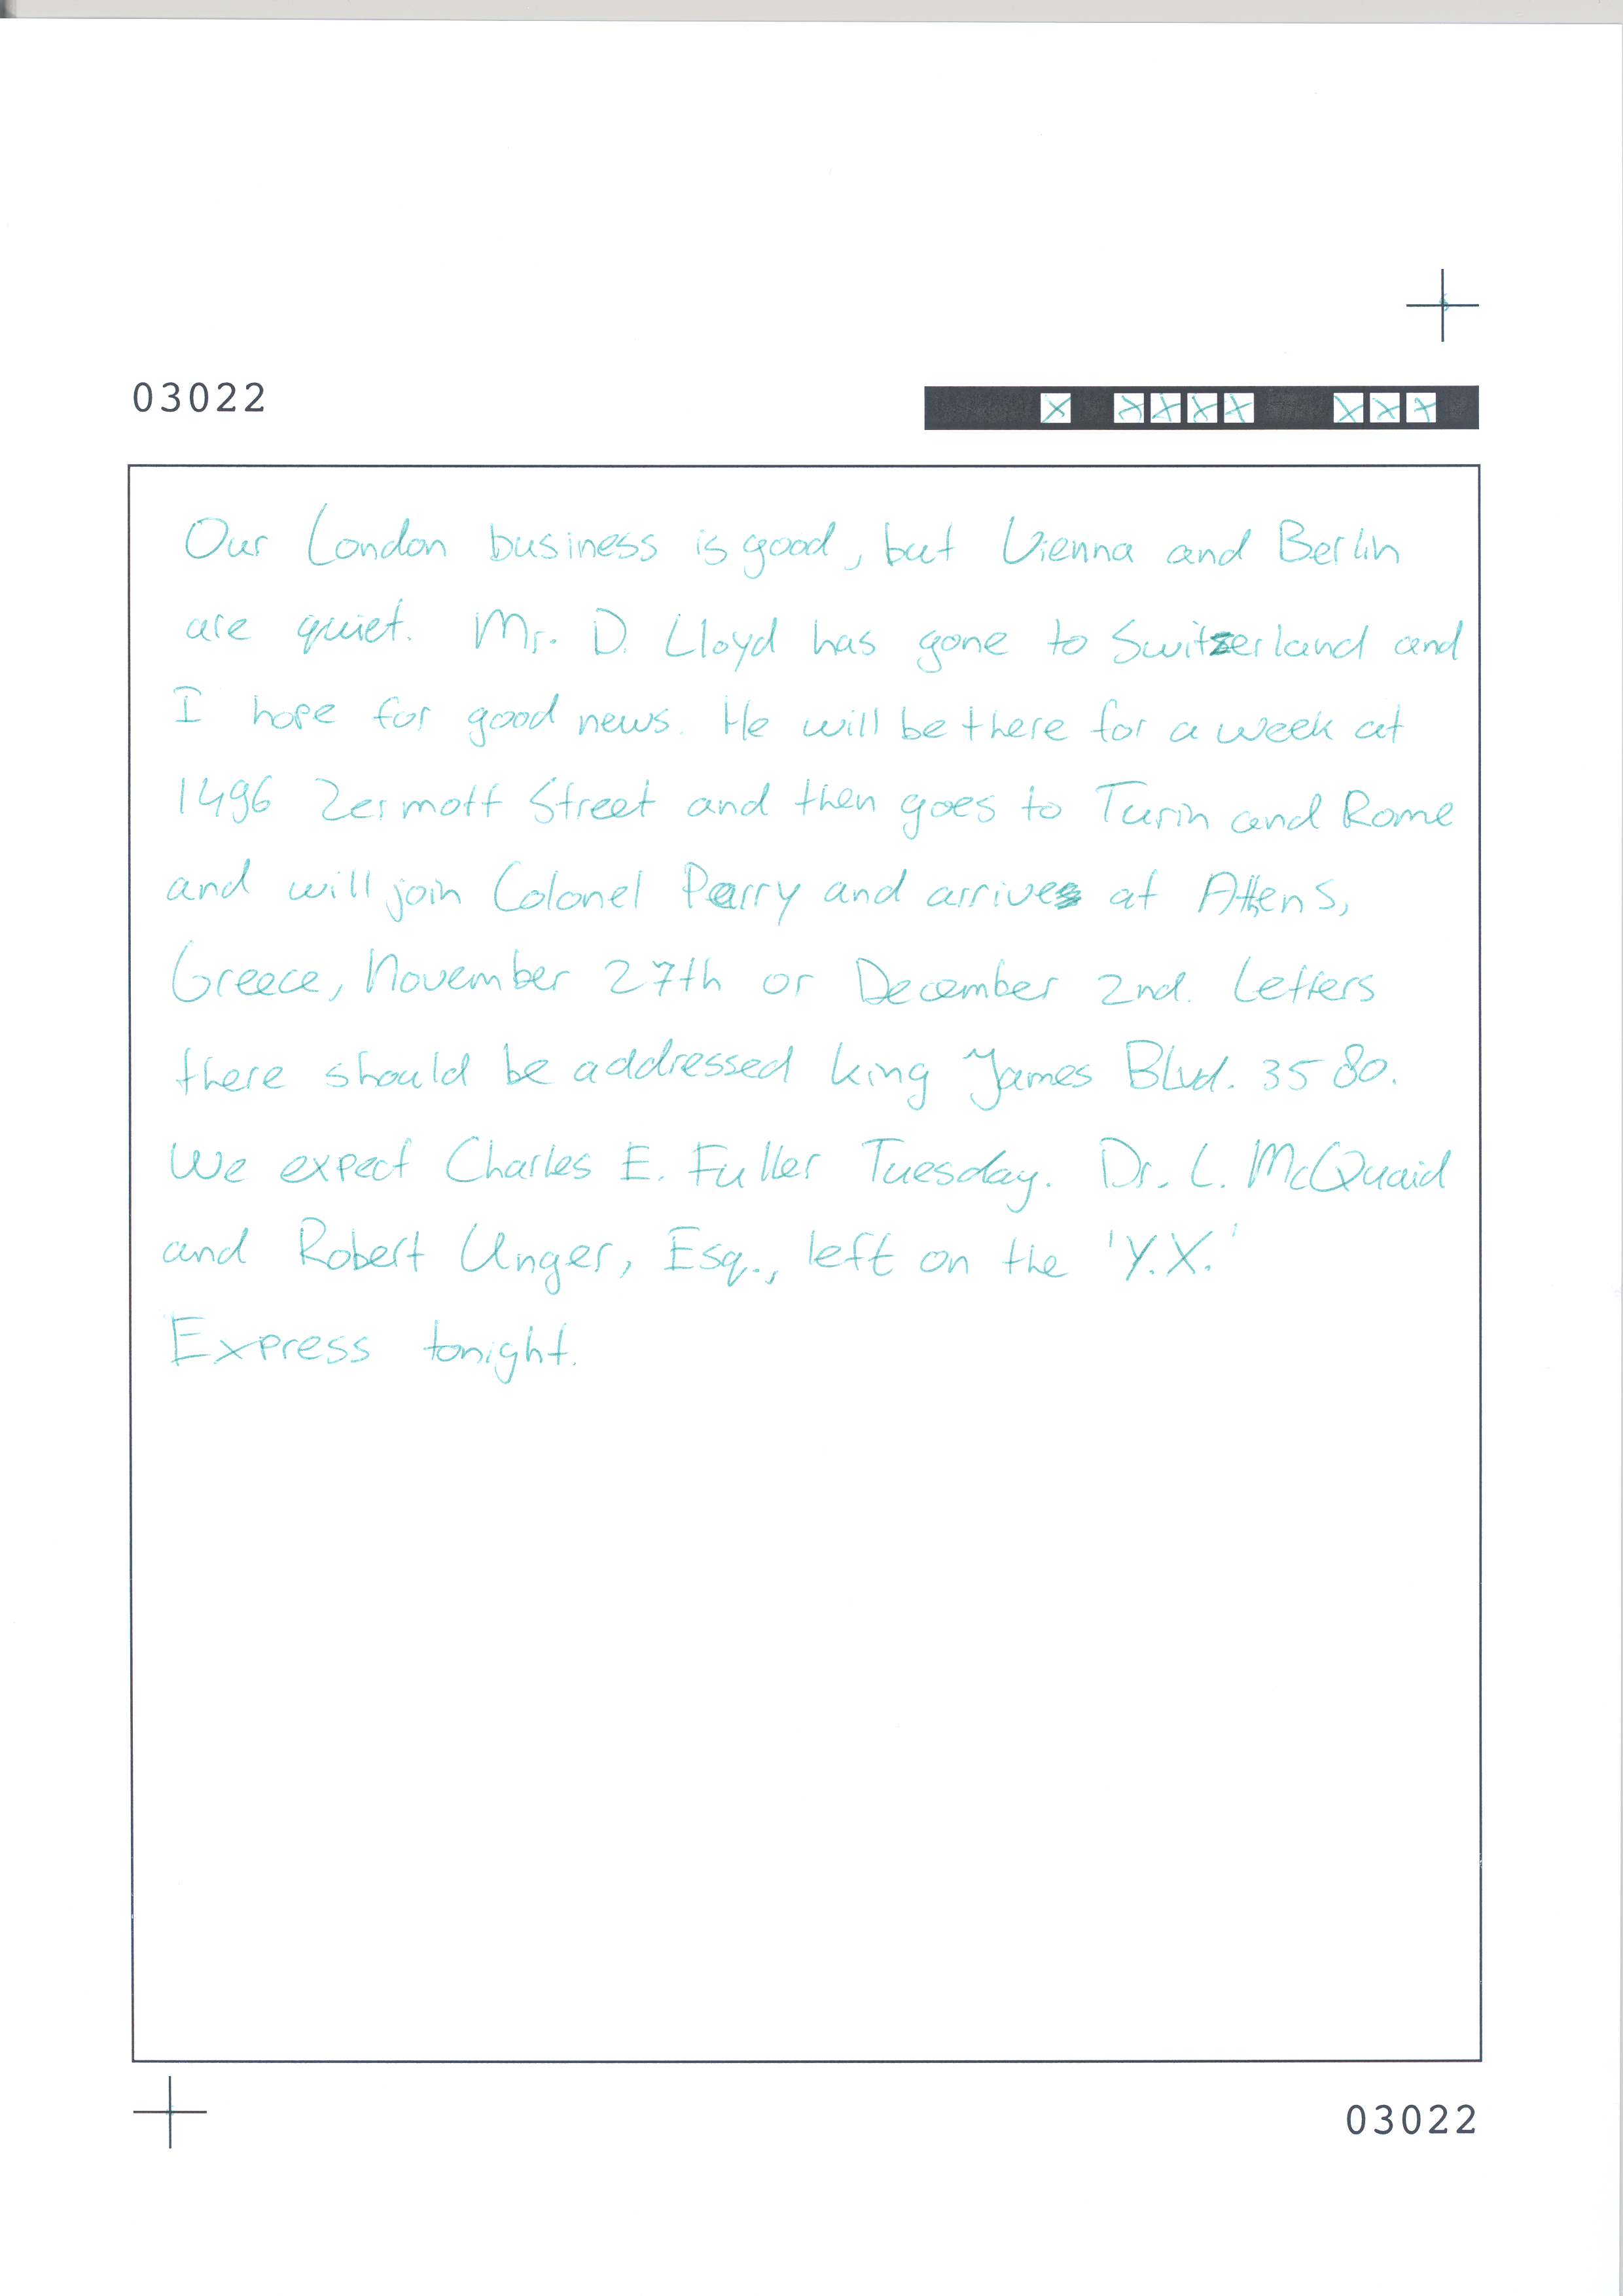 03022
Our London business is good, but Vienna and Berlin
are quiet. Mr. D. Lloyd has gone to Switzerland and
I hope for good news. He will be there for a week at
1496 Zermott Street and then goes to Turin and Rome
and will join Colonel Parry and arrives at Athens,
Greece, November 27th or December 2nd. Letters
there should be addressed king James Blvd. 3580.
We expect Charles E. Fuller Tuesday. Dr. L. McQuaid
and Robert Unger, Esq., left on the 'Y.X.'
Express tonight.
03022